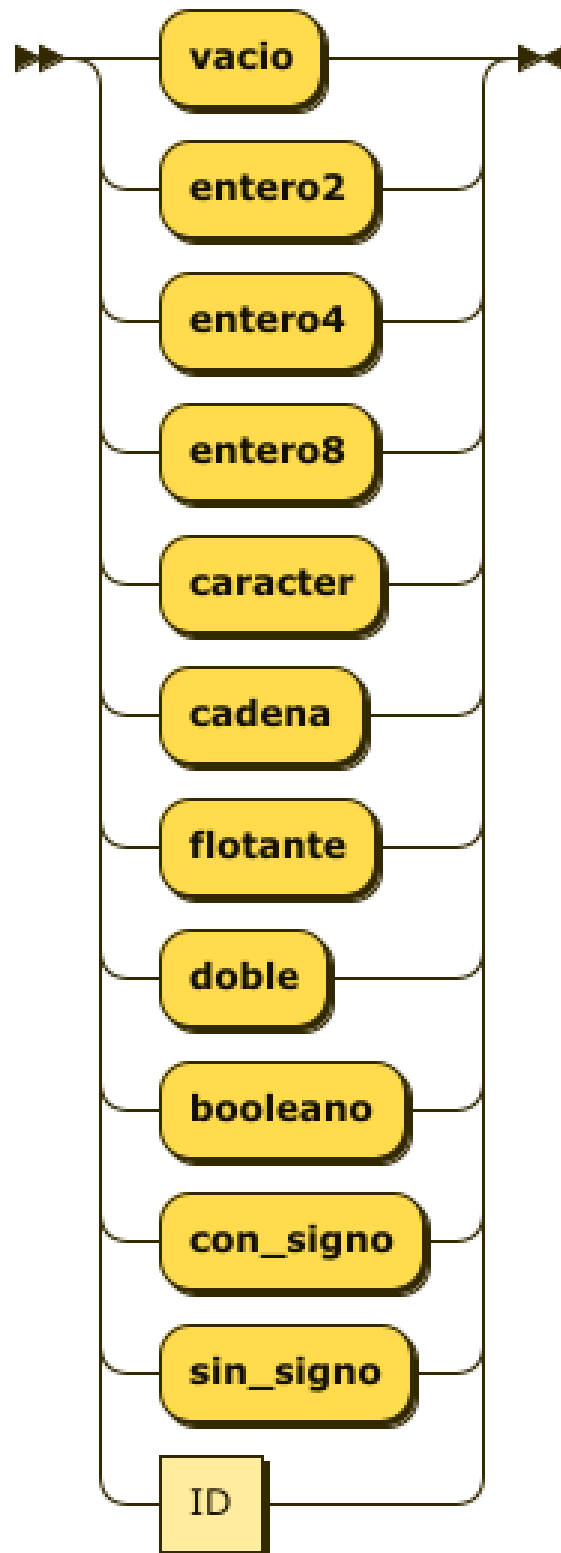 vacio
entero2
entero4
entero8
caracter
cadena
flotante
doble
booleano
con_signo
sin_signo
ID